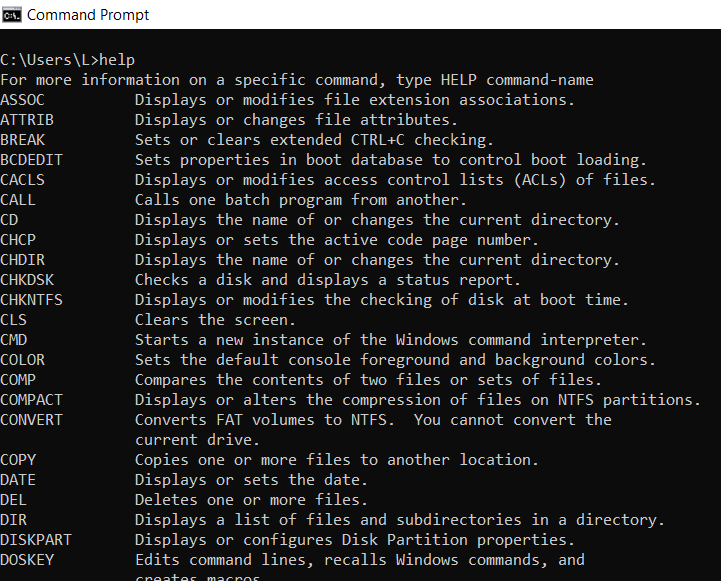 C:\. Command Prompt
C:\Users\L>help
For more information on a specific command, type HELP command-name
ASSOC          Displays or modifies file extension associations.
ATTRIB         Displays or changes file attributes.
BREAK          Sets or clears extended CTRL+C checking.
BCDEDIT        Sets properties in boot database to control boot loading.
CACLS          Displays or modifies access control lists (ACLs) of files.
CALL           Calls one batch program from another.
CD             Displays the name of or changes the current directory.
CHCP           Displays or sets the active code page number.
CHDIR          Displays the name of or changes the current directory.
CHKDSK         Checks a disk and displays a status report.
CHKNTFS        Displays or modifies the checking of disk at boot time.
CLS            Clears the screen.
CMD            Starts a new instance of the Windows command interpreter.
COLOR          Sets the default console foreground and background colors.
COMP           Compares the contents of two files or sets of files.
COMPACT        Displays or alters the compression of files on NTFS partitions.
CONVERT        Converts FAT volumes to NTFS.  You cannot convert the
               current drive.
COPY           Copies one or more files to another location.
DATE           Displays or sets the date.
DEL            Deletes one or more files.
DIR            Displays a list of files and subdirectories in a directory.
DISKPART       Displays or configures Disk Partition properties.
DOSKEY         Edits command lines, recalls Windows commands, and
               creates macros